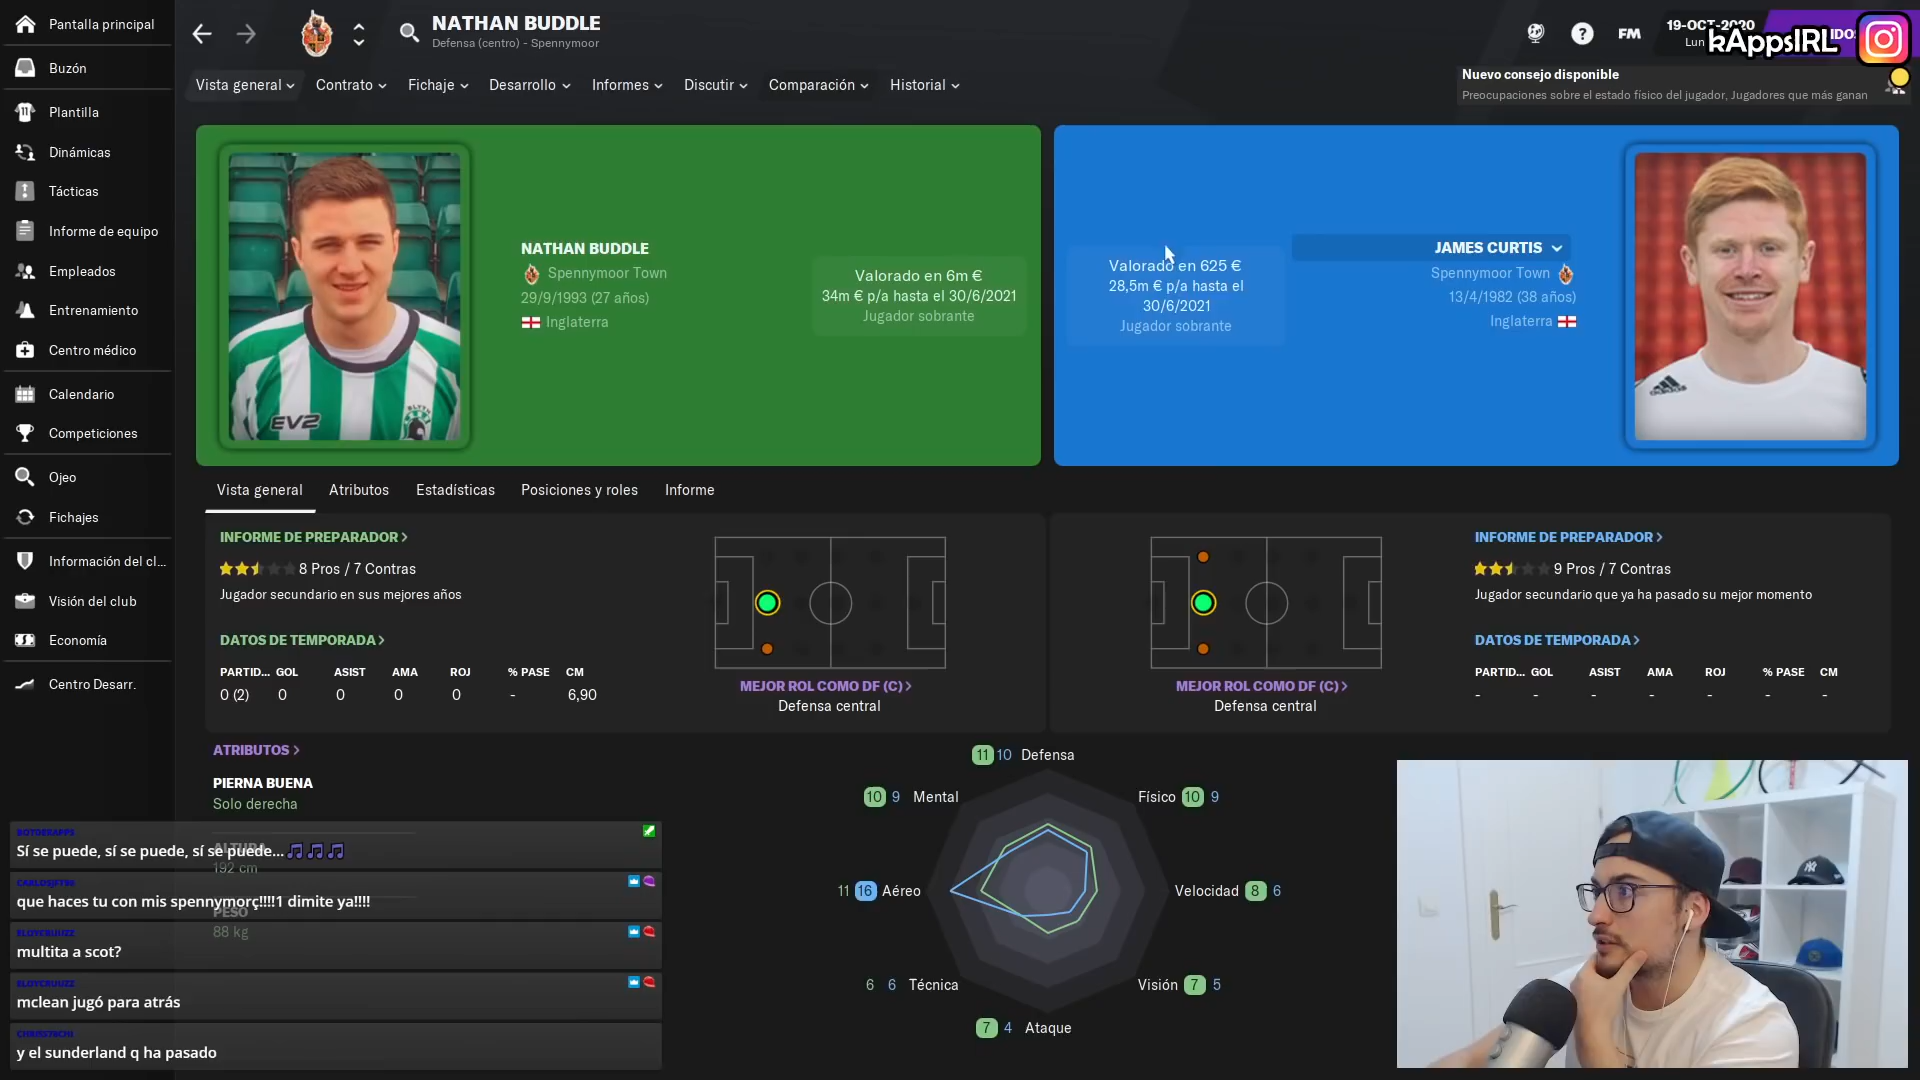 Pantalla principal
Buzón
Plantilla
Dinámicas
Tácticas
Informe de equipo
Empleados
Entrenamiento
Centro médico
Calendario
Competiciones
Ojeo
Fichajes
Información del cl...
Visión del club
Economía
Centro Desarr.
NATHAN BUDDLE
Defensa (centro) - Spennymoor
FM
19-OCT-2020
Lun
kAppsIRL
Vista general
Contrato
Fichaje
Desarrollo
Informes
Discutir
Comparación
Historial
Nuevo consejo disponible
Preocupaciones sobre el estado físico del jugador, Jugadores que más ganan
NATHAN BUDDLE
Spennymoor Town
29/9/1993 (27 años)
Inglaterra
Valorado en 6m €
34m € p/a hasta el 30/6/2021
Jugador sobrante
EV2
Valorado en 625 €
28,5m € p/a hasta el
30/6/2021
Jugador sobrante
JAMES CURTIS
Spennymoor Town
13/4/1982 (38 años)
Inglaterra
Vista general
Atributos
Estadísticas
Posiciones y roles
Informe
INFORME DE PREPARADOR
8 Pros / 7 Contras
Jugador secundario en sus mejores años
DATOS DE TEMPORADA
PARTID... GOL ASIST AMA ROJ % PASE CM
0 (2) 0 0 0 0 - 6,90
MEJOR ROL COMO DF (C)
Defensa central
MEJOR ROL COMO DF (C)
Defensa central
INFORME DE PREPARADOR
9 Pros / 7 Contras
Jugador secundario que ya ha pasado su mejor momento
DATOS DE TEMPORADA
PARTID... GOL ASIST AMA ROJ % PASE CM
- - - - - - -
ATRIBUTOS
PIERNA BUENA
Solo derecha
ALTURA
192 cm
PESO
88 kg
11 10 Defensa
10 9 Mental
Físico 10 9
11 16 Aéreo
Velocidad 8 6
6 6 Técnica
Visión 7 5
7 4 Ataque
Sí se puede, sí se puede, sí se puede...
que haces tu con mis spennymorç!!!!1 dimite ya!!!!
ELOYCRUUZZ
multita a scot?
ELOYCRUUZZ
mclean jugó para atrás
y el sunderland q ha pasado